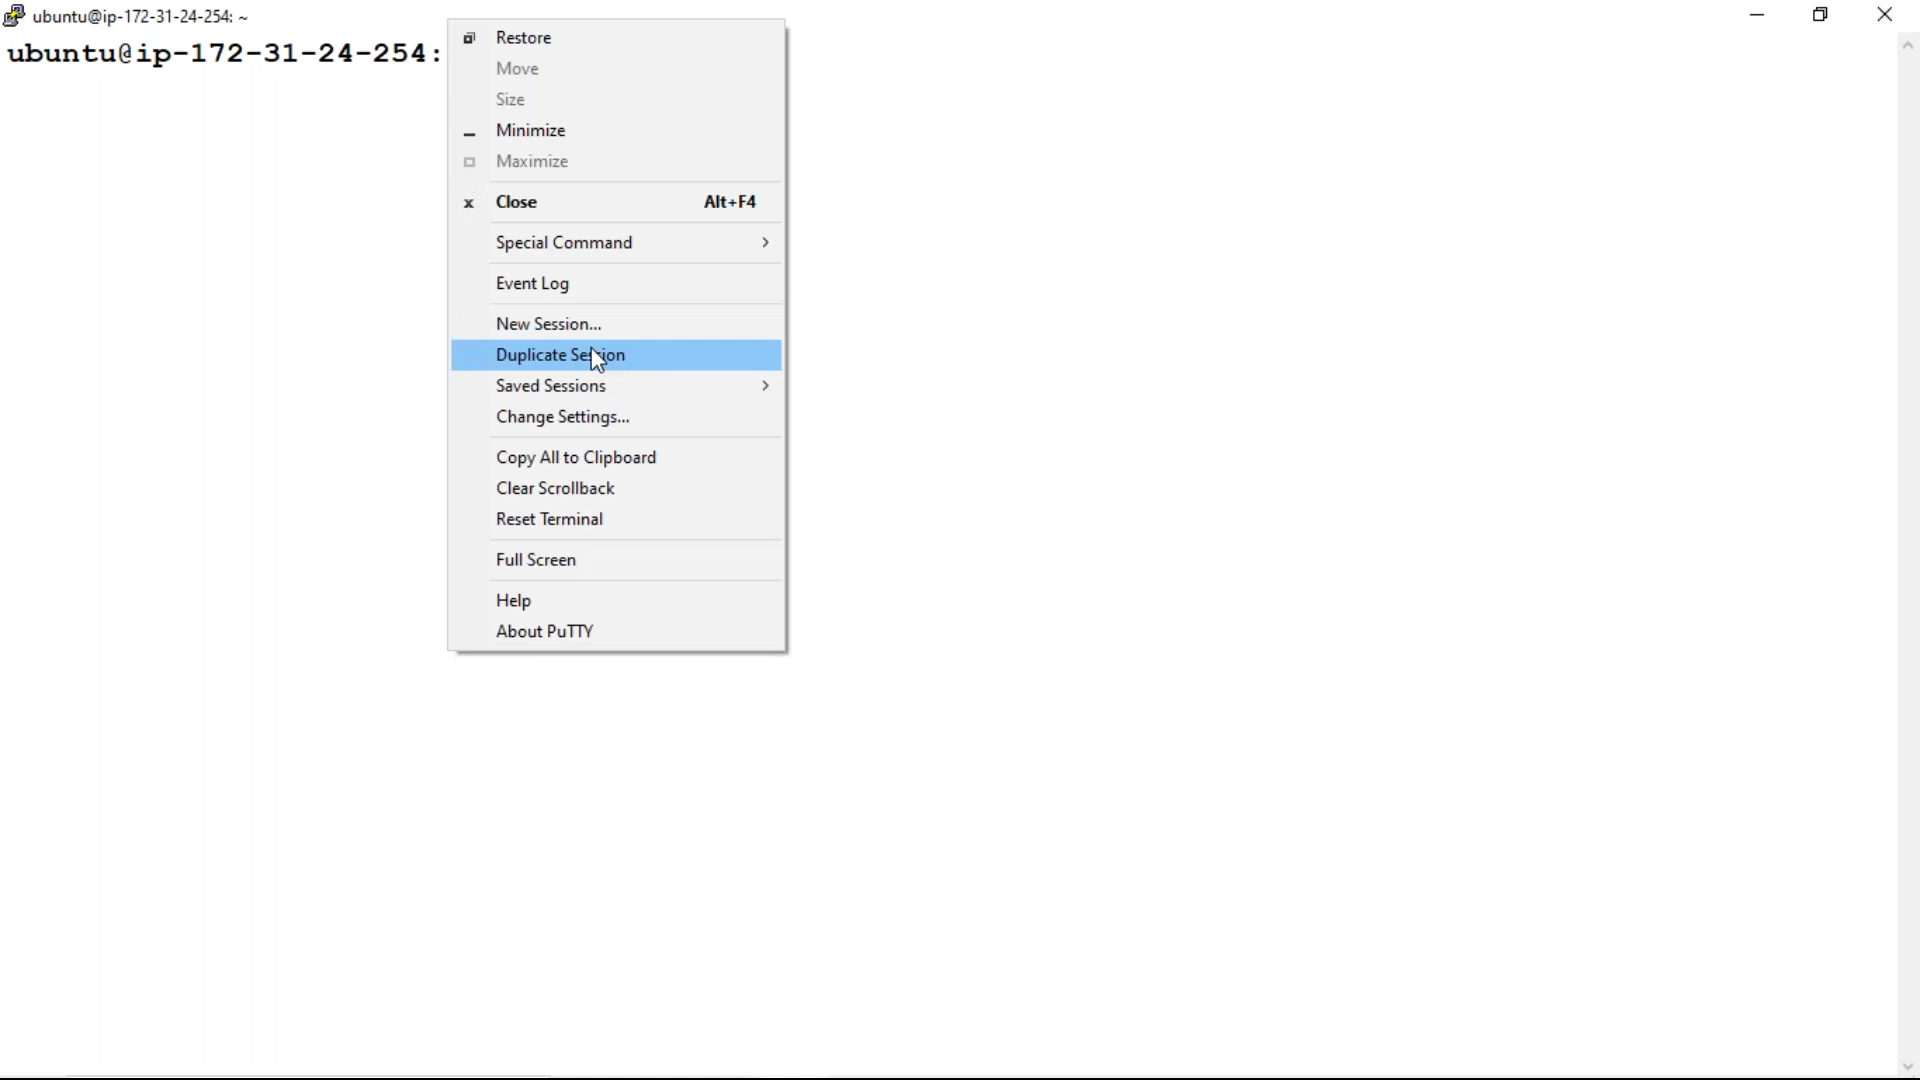 ubuntu@ip-172-31-24-254: ~
ubuntu@ip-172-31-24-254:
Restore
Move
Size
Minimize
Maximize
Close Alt+F4
Special Command
Event Log
New Session...
Duplicate Session
Saved Sessions
Change Settings...
Copy All to Clipboard
Clear Scrollback
Reset Terminal
Full Screen
Help
About PuTTY